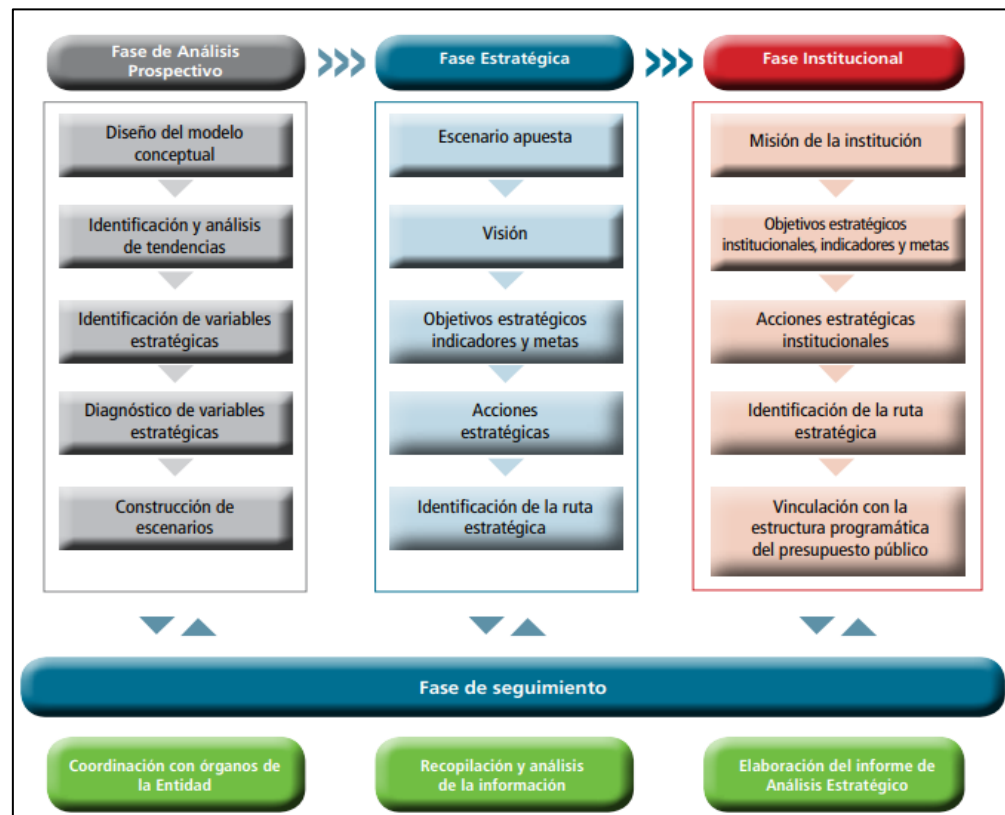 Fase de Análisis
Prospectivo
Diseño del modelo
conceptual
Identificación y análisis
de tendencias
Identificación de variables
estratégicas
Diagnóstico de variables
estratégicas
Construcción de
escenarios
Fase Estratégica
Escenario apuesta
Visión
Objetivos estratégicos
indicadores y metas
Acciones
estratégicas
Identificación de la ruta
estratégica
Fase Institucional
Misión de la institución
Objetivos estratégicos
institucionales, indicadores y metas
Acciones estratégicas
institucionales
Identificación de la ruta
estratégica
Vinculación con la
estructura programática
del presupuesto público
Fase de seguimiento
Coordinación con órganos de
la Entidad
Recopilación y análisis
de la información
Elaboración del informe de
Análisis Estratégico